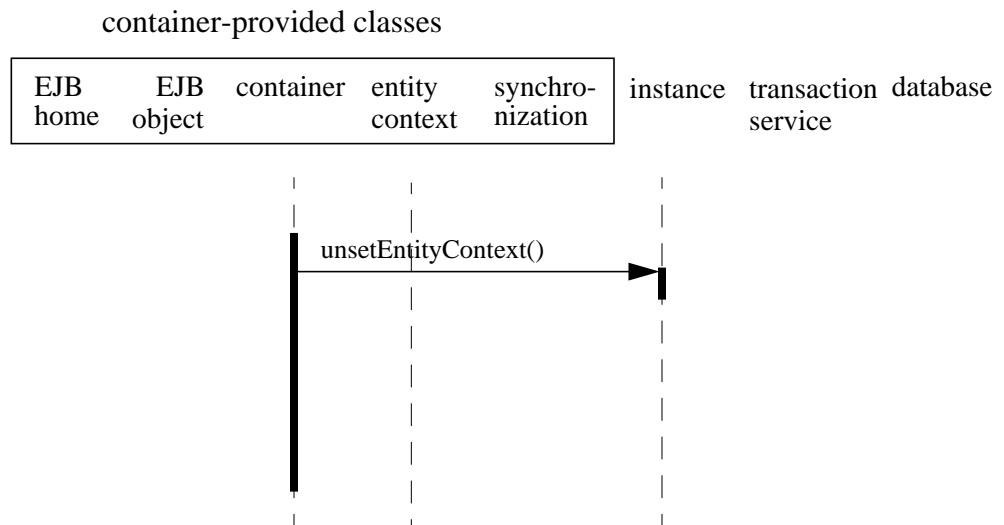 container-provided classes
EJB EJB container entity synchro- instance transaction database
home object context nization service
unsetEntityContext()